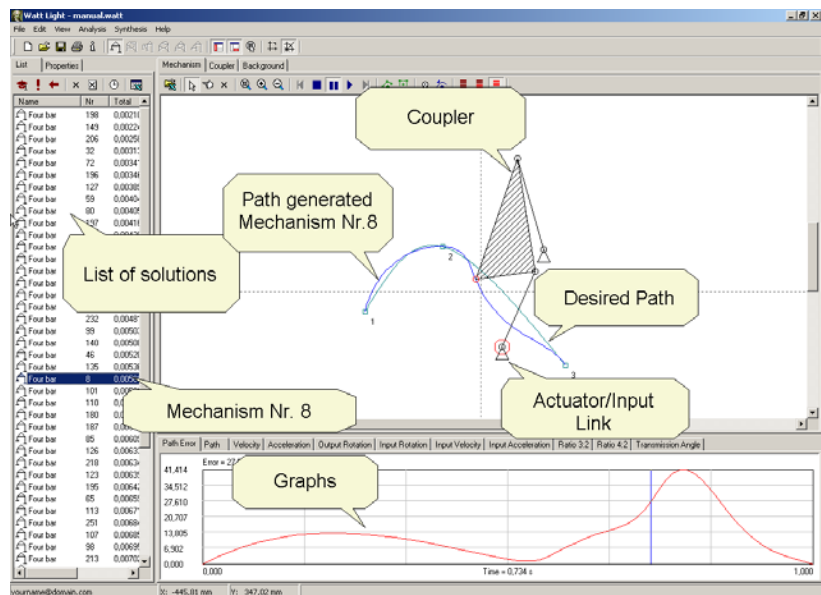 Watt Light - manual.watt
File Edit View Analysis Synthesis Help
List Properties
Mechanism Coupler Background
Name Nr Total
Four bar 198
Four bar 149
Four bar 206
Four bar 32
Four bar 72
Four bar 196
Four bar 127
Four bar 59
Four bar 80
Four bar 197
Coupler
Path generated
Mechanism Nr.8
List of solutions
Desired Path
1
2
3
232
Four bar 99
Four bar 140
Four bar 46
Four bar 135
Four bar 8
Four bar 101
Four bar 110
Four bar 180
Four bar 187
Four bar 85
Four bar 126
Four bar 218
Four bar 123
Four bar 195
Four bar 65
Four bar 113
Four bar 251
Four bar 107
Four bar 98
Four bar 213
Mechanism Nr. 8
Actuator/Input
Link
Path Error Path Velocity Acceleration Output Rotation Input Rotation Input Velocity Input Acceleration Ratio 3.2 Ratio 4.2 Transmission Angle
Graphs
41,414
34,512
27,610
20,707
13,805
6,902
0,000
0,000 Time = 0,734 s 1,000
yourname@domain.com X: -445.81 mm Y: 347.02 mm